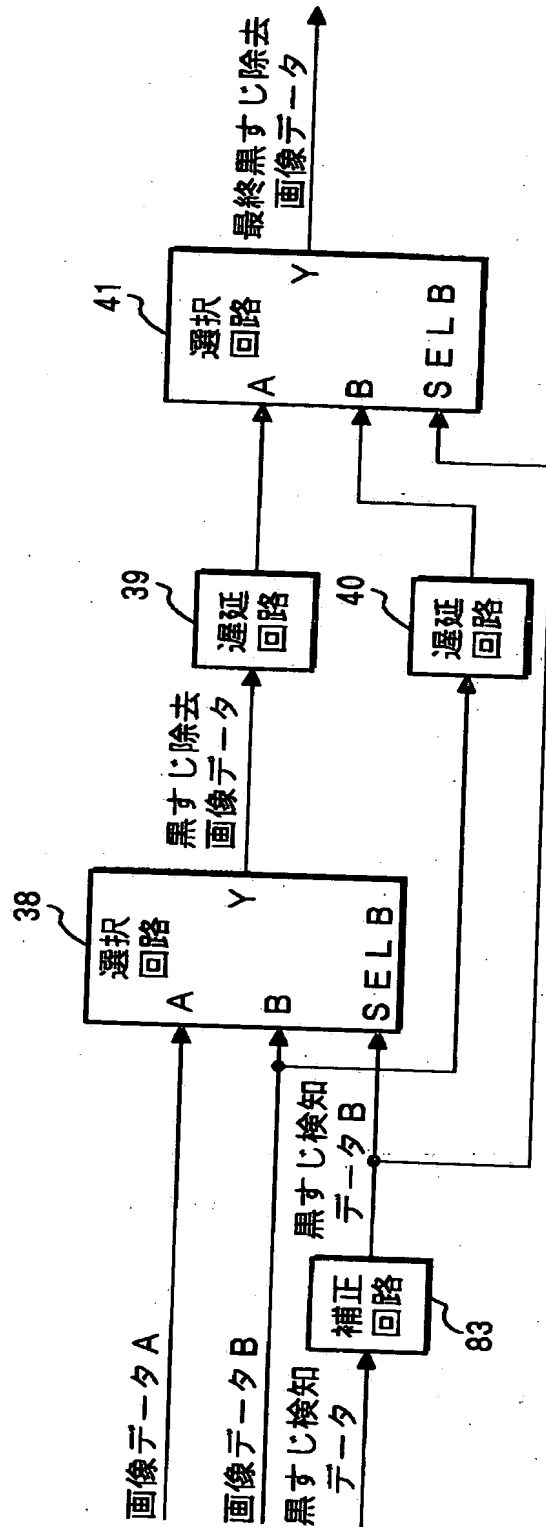 画像データA
画像データB
黒すじ検知
データ
補正
回路
83
黒すじ検知
データB
38
選択
回路
A
B
SELB
Y
黒すじ除去
画像データ
39
遅延
回路
40
遅延
回路
41
選択
回路
A
B
SELB
Y
最終黒すじ除去
画像データ